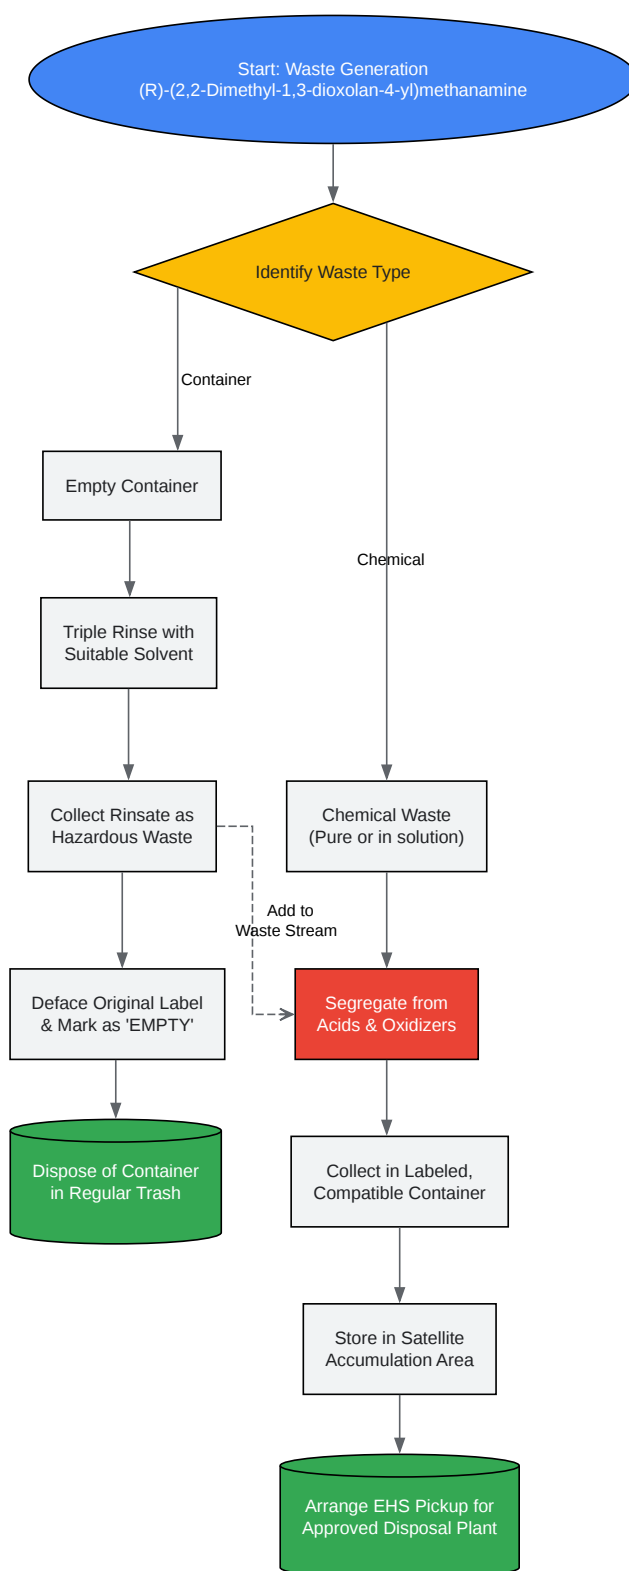 Start: Waste Generation
(R)-(2,2-Dimethyl-1,3-dioxolan-4-yl)methanamine
Identify Waste Type
Container
Empty Container
Chemical
Triple Rinse with
Suitable Solvent
Collect Rinsate as
Hazardous Waste
Chemical Waste
(Pure or in solution)
Add to
Waste Stream
Deface Original Label
& Mark as 'EMPTY'
Segregate from
Acids & Oxidizers
Dispose of Container
in Regular Trash
Collect in Labeled,
Compatible Container
Store in Satellite
Accumulation Area
Arrange EHS Pickup for
Approved Disposal Plant